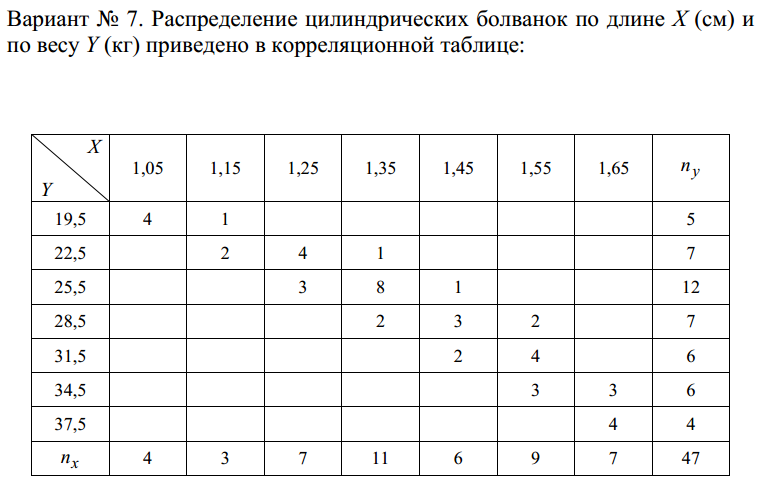 Вариант № 7. Распределение цилиндрических болванок по длине X (см) и
по весу Y (кг) приведено в корреляционной таблице:
X
Y
1,05 1,15 1,25 1,35 1,45 1,55 1,65 n_y
19,5 4 1 5
22,5 2 4 1 7
25,5 3 8 1 12
28,5 2 3 2 7
31,5 2 4 6
34,5 3 3 6
37,5 4 4
n_x 4 3 7 11 6 9 7 47